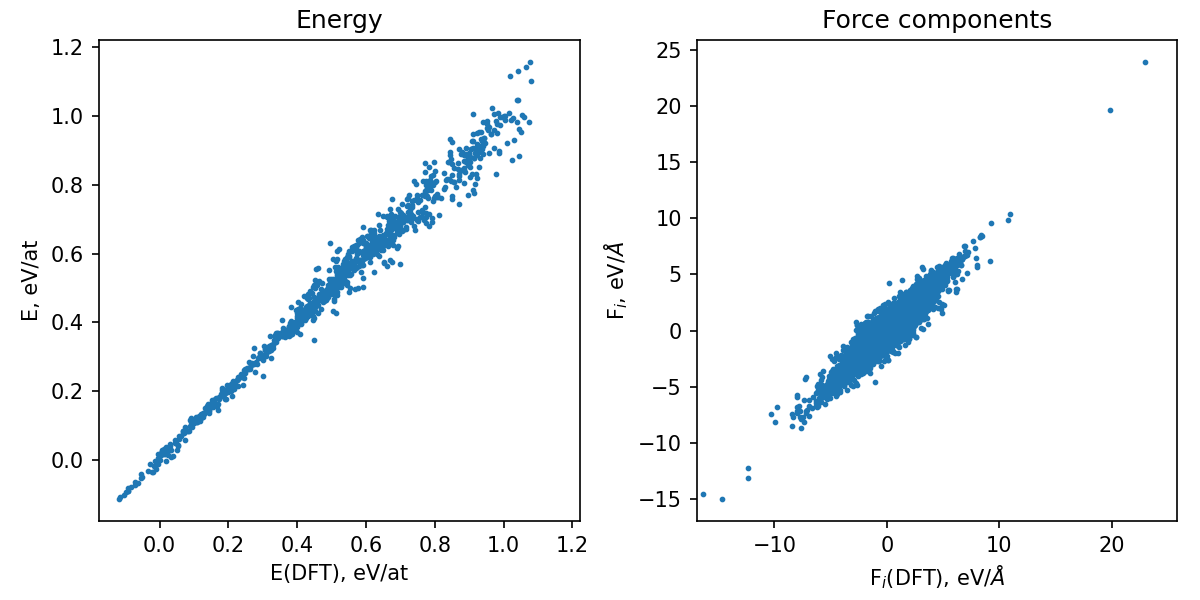 Energy
E, eV/at
1.2
1.0
0.8
0.6
0.4
0.2
0.0
0.0 0.2 0.4 0.6 0.8 1.0 1.2
E(DFT), eV/at
Force components
Fᵢ, eV/Å
25
20
15
10
5
0
−5
−10
−15
−10 0 10 20
Fᵢ(DFT), eV/Å